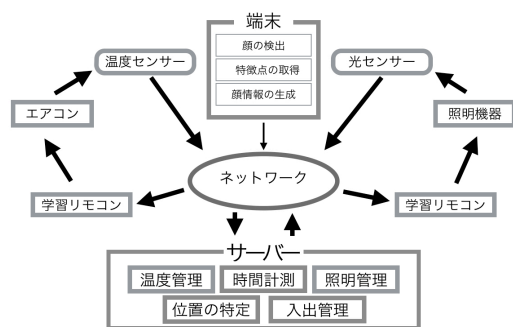 端末
顔の検出
特徴点の取得
顔情報の生成
温度センサー
光センサー
エアコン
照明機器
ネットワーク
学習リモコン
学習リモコン
サーバー
温度管理
時間計測
照明管理
位置の特定
入出管理